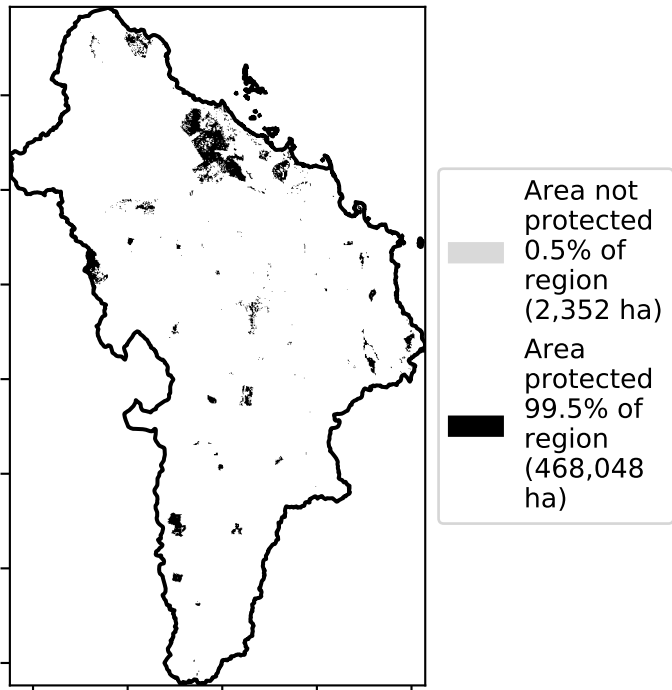 Area not
protected
0.5% of
region
(2,352 ha)
Area
protected
99.5% of
region
(468,048
ha)